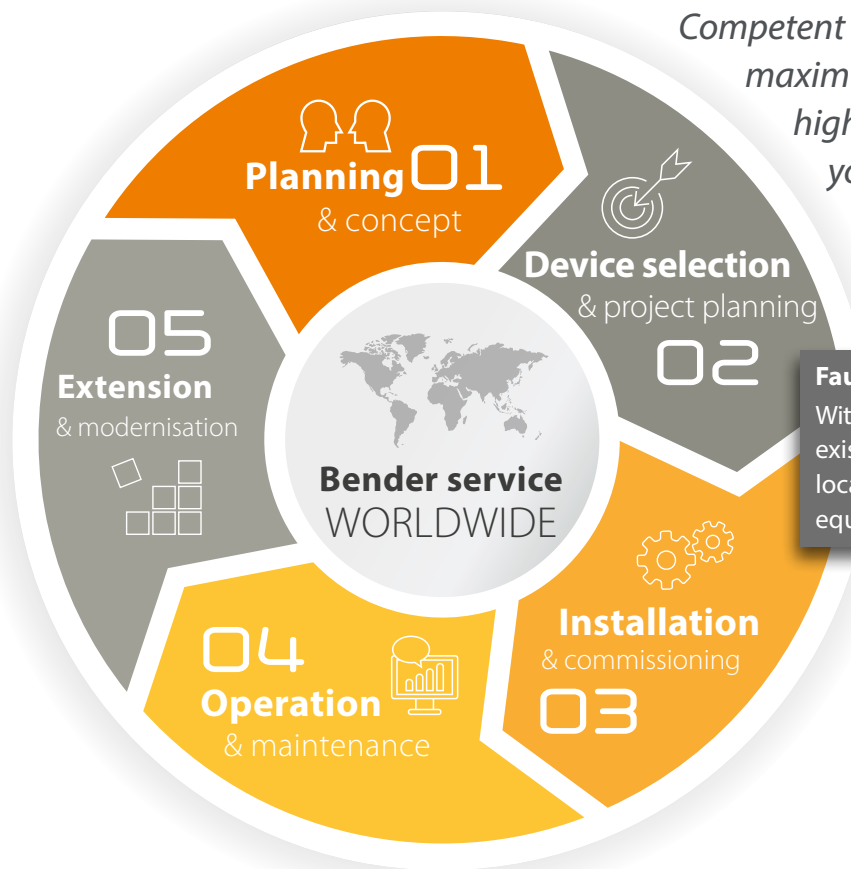 Competent
maxim
high
yo
Planning 01
& concept
Device selection
& project planning
02
Fau
Wit
exis
loca
equ
Installation
& commissioning
03
04
Operation
& maintenance
05
Extension
& modernisation
Bender service
WORLDWIDE